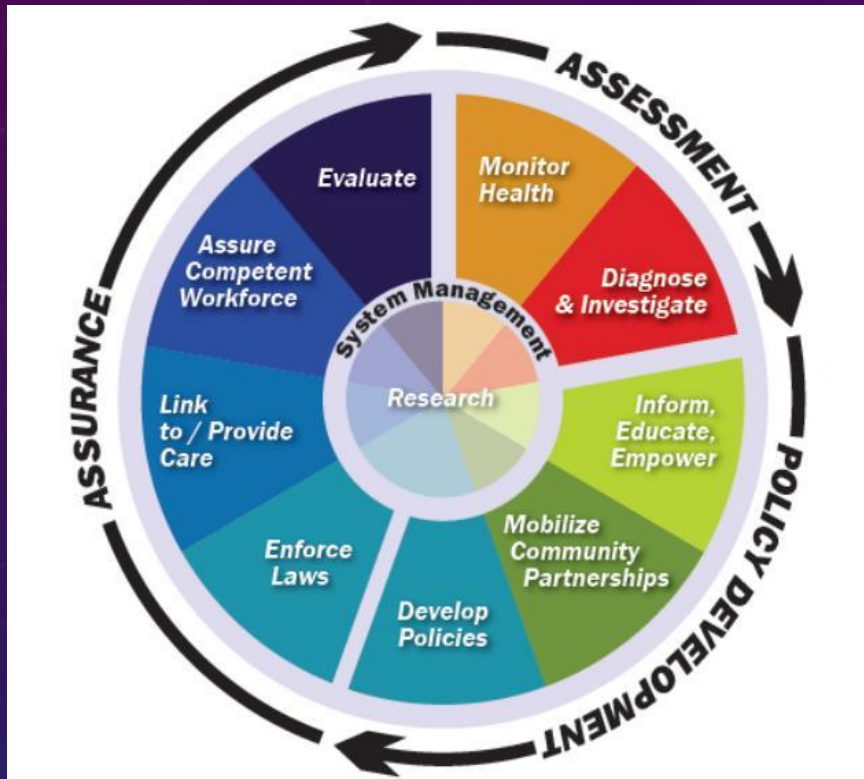 ASSESSMENT
Monitor
Health
Diagnose
& Investigate
POLICY DEVELOPMENT
Inform,
Educate,
Empower
Mobilize
Community
Partnerships
Develop
Policies
ASSURANCE
Enforce
Laws
Link
to / Provide
Care
Assure
Competent
Workforce
Evaluate
System Management
Research